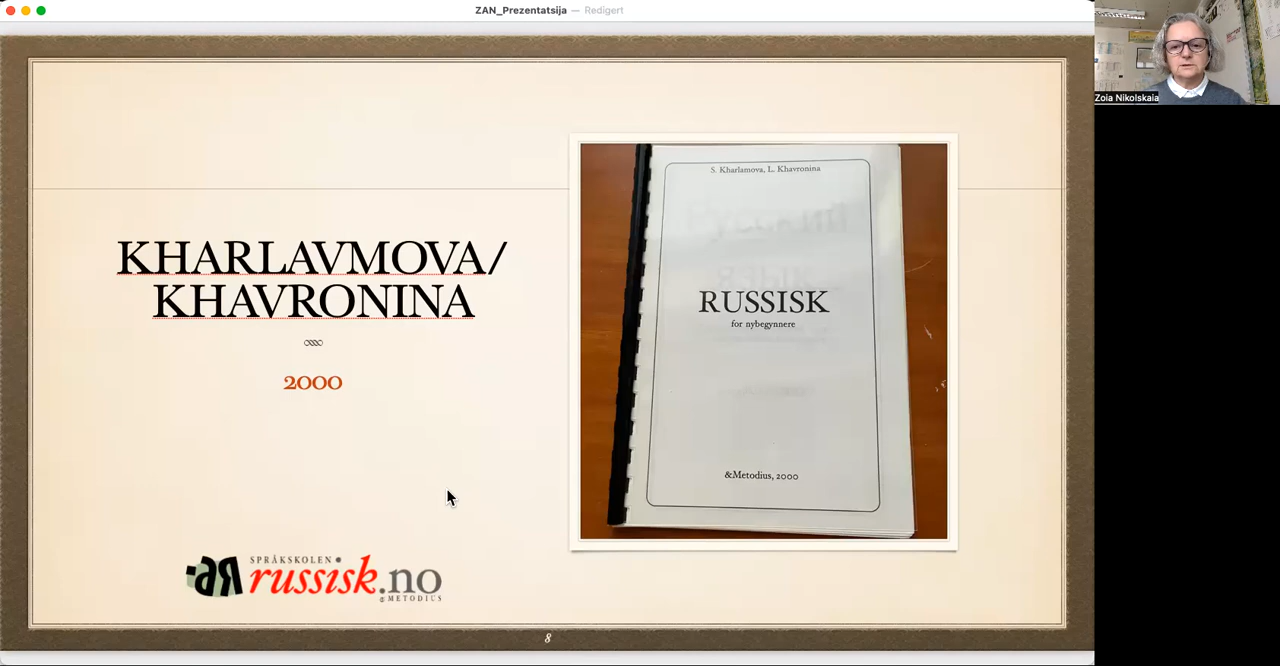 ZAN_Prezentatsija — Redigert
Zoia Nikolskaia
KHARLAVMOVA/
KHAVRONINA
2000
S. Kharlamova, L. Khavronina
RUSSISK
for nybegynnere
&Metodius, 2000
SPRÅKSKOLEN
russisk.no
&METODIUS
8